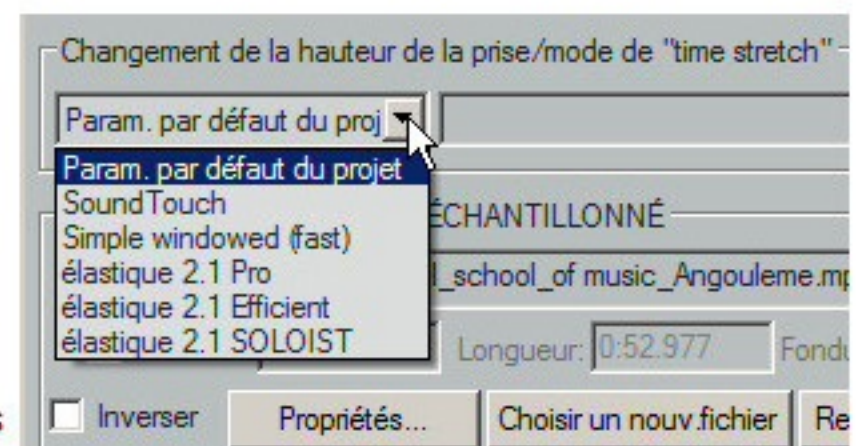 Changement de la hauteur de la prise/mode de "time stretch"
Param. par défaut du proj
Param. par défaut du projet
SoundTouch
Simple windowed (fast)
élastique 2.1 Pro
élastique 2.1 Efficient
élastique 2.1 SOLOIST
ÉCHANTILLONNÉ
l_school_of music_Angouleme.mp
Longueur: 0:52.977 Fondu
s Inverser Propriétés... Choisir un nouv.fichier Re